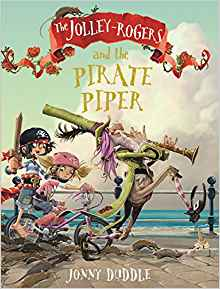 The JOLLEY-ROGERS
and the
PIRATE
PIPER
JONNY DUDDLE